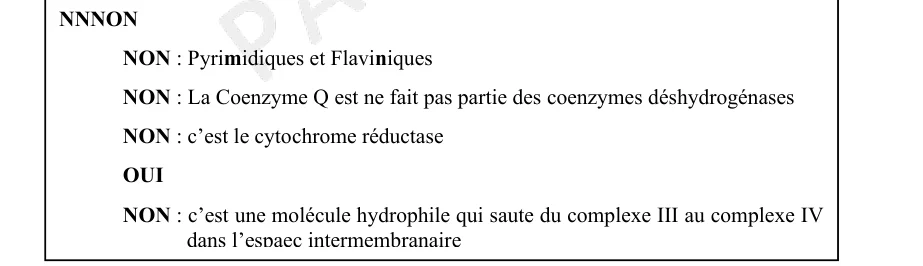 NNNON
NON : Pyrimidiques et Flaviniques
NON : La Coenzyme Q est ne fait pas partie des coenzymes déshydrogénases
NON : c’est le cytochrome réductase
OUI
NON : c’est une molécule hydrophile qui saute du complexe III au complexe IV
dans l’espaec intermembranaire